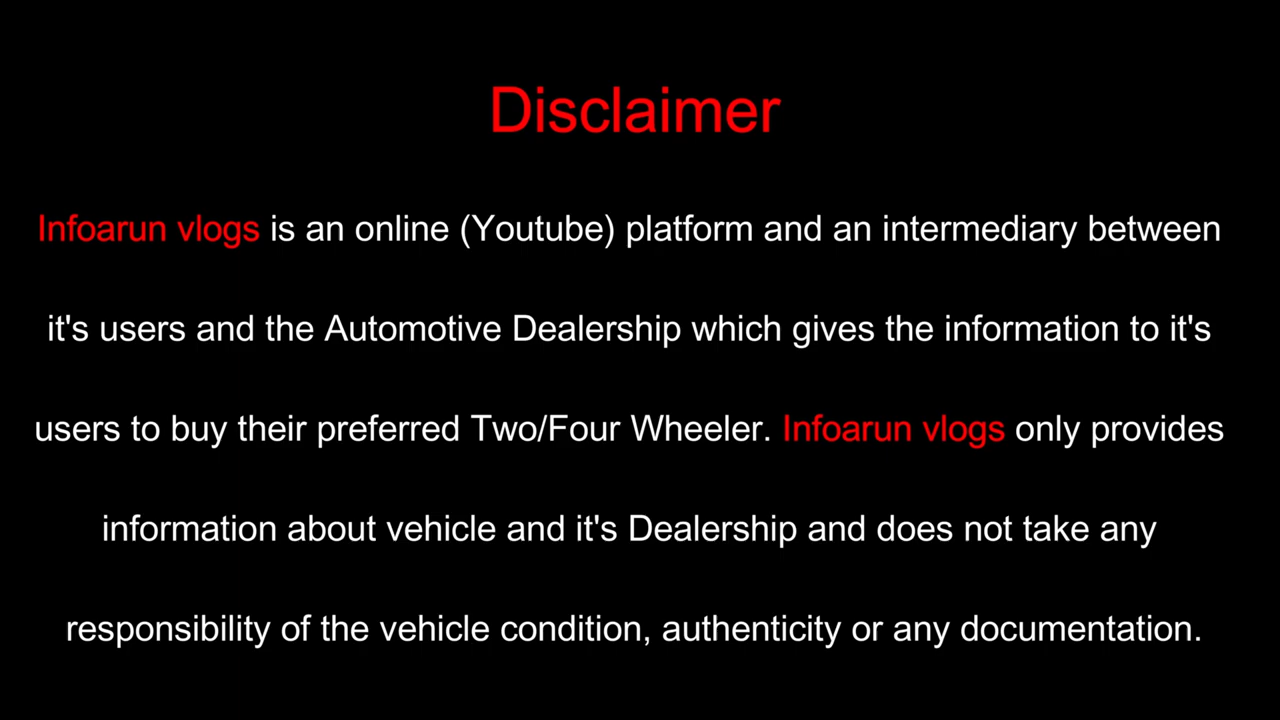 Disclaimer
Infoarun vlogs is an online (Youtube) platform and an intermediary between
it's users and the Automotive Dealership which gives the information to it's
users to buy their preferred Two/Four Wheeler. Infoarun vlogs only provides
information about vehicle and it's Dealership and does not take any
responsibility of the vehicle condition, authenticity or any documentation.